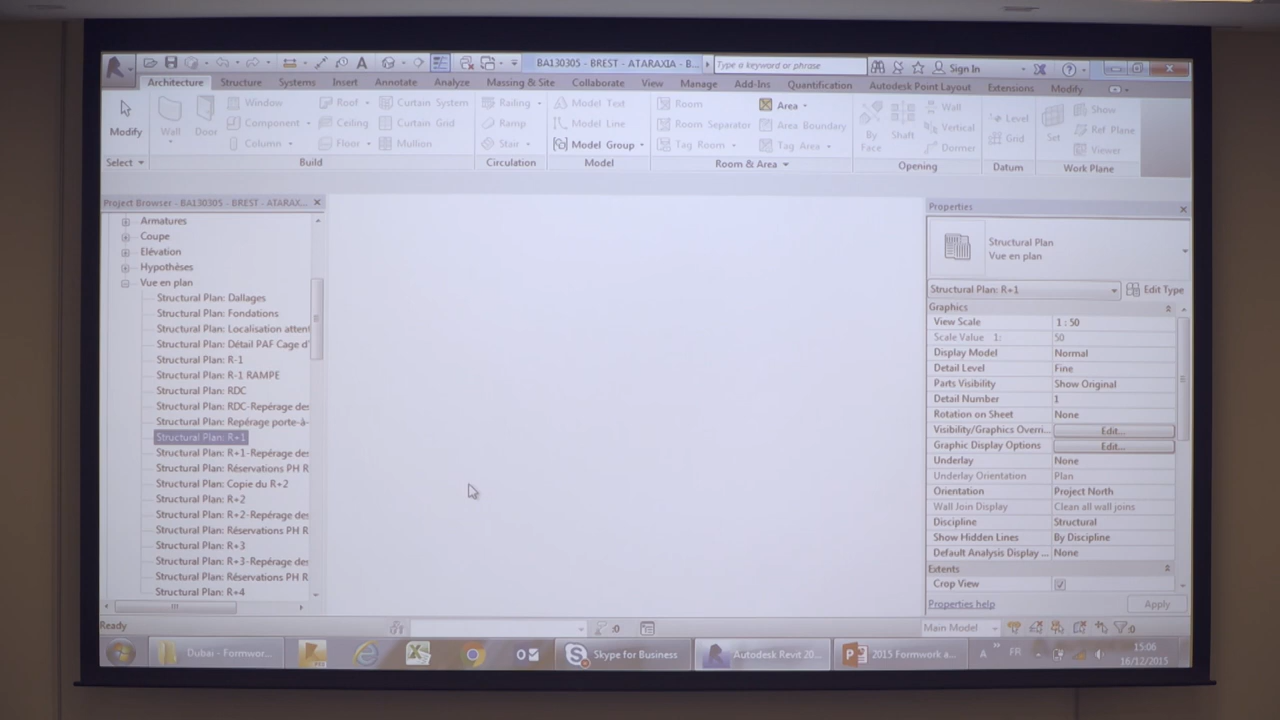 BA130305 - BREST - ATARAXIA - B...
Type a keyword or phrase
Sign In
Architecture Structure Systems Insert Annotate Analyze Massing & Site Collaborate View Manage Add-Ins Quantification Autodesk Point Layout Extensions Modify
Modify
Wall
Door
Window
Component
Column
Roof
Ceiling
Floor
Curtain System
Curtain Grid
Mullion
Railing
Ramp
Stair
Model Text
Model Line
Model Group
Room
Room Separator
Tag Room
Area
Area Boundary
Tag Area
By Face
Shaft
Wall
Vertical
Dormer
Level
Grid
Set
Show
Ref Plane
Viewer
Select Build Circulation Model Room & Area Opening Datum Work Plane
Project Browser - BA130305 - BREST - ATARAX...
Armatures
Coupe
Elévation
Hypothèses
Vue en plan
Structural Plan: Dallages
Structural Plan: Fondations
Structural Plan: Localisation atten
Structural Plan: Détail PAF Cage d'
Structural Plan: R-1
Structural Plan: R-1 RAMPE
Structural Plan: RDC
Structural Plan: RDC-Repérage des
Structural Plan: Repérage porte-à-
Structural Plan: R+1
Structural Plan: R+1-Repérage des
Structural Plan: Réservations PH R
Structural Plan: Copie du R+2
Structural Plan: R+2
Structural Plan: R+2-Repérage des
Structural Plan: Réservations PH R
Structural Plan: R+3
Structural Plan: R+3-Repérage des
Structural Plan: Réservations PH R
Structural Plan: R+4
Properties
Structural Plan
Vue en plan
Structural Plan: R+1 Edit Type
Graphics
View Scale 1 : 50
Scale Value 1: 50
Display Model Normal
Detail Level Fine
Parts Visibility Show Original
Detail Number 1
Rotation on Sheet None
Visibility/Graphics Overri... Edit...
Graphic Display Options Edit...
Underlay None
Underlay Orientation Plan
Orientation Project North
Wall Join Display Clean all wall joins
Discipline Structural
Show Hidden Lines By Discipline
Default Analysis Display ... None
Extents
Crop View
Properties help Apply
Ready
:0
Main Model
:0
Dubai - Formwor...
Skype for Business
Autodesk Revit 20...
2015 Formwork a...
A
FR
15:06
16/12/2015